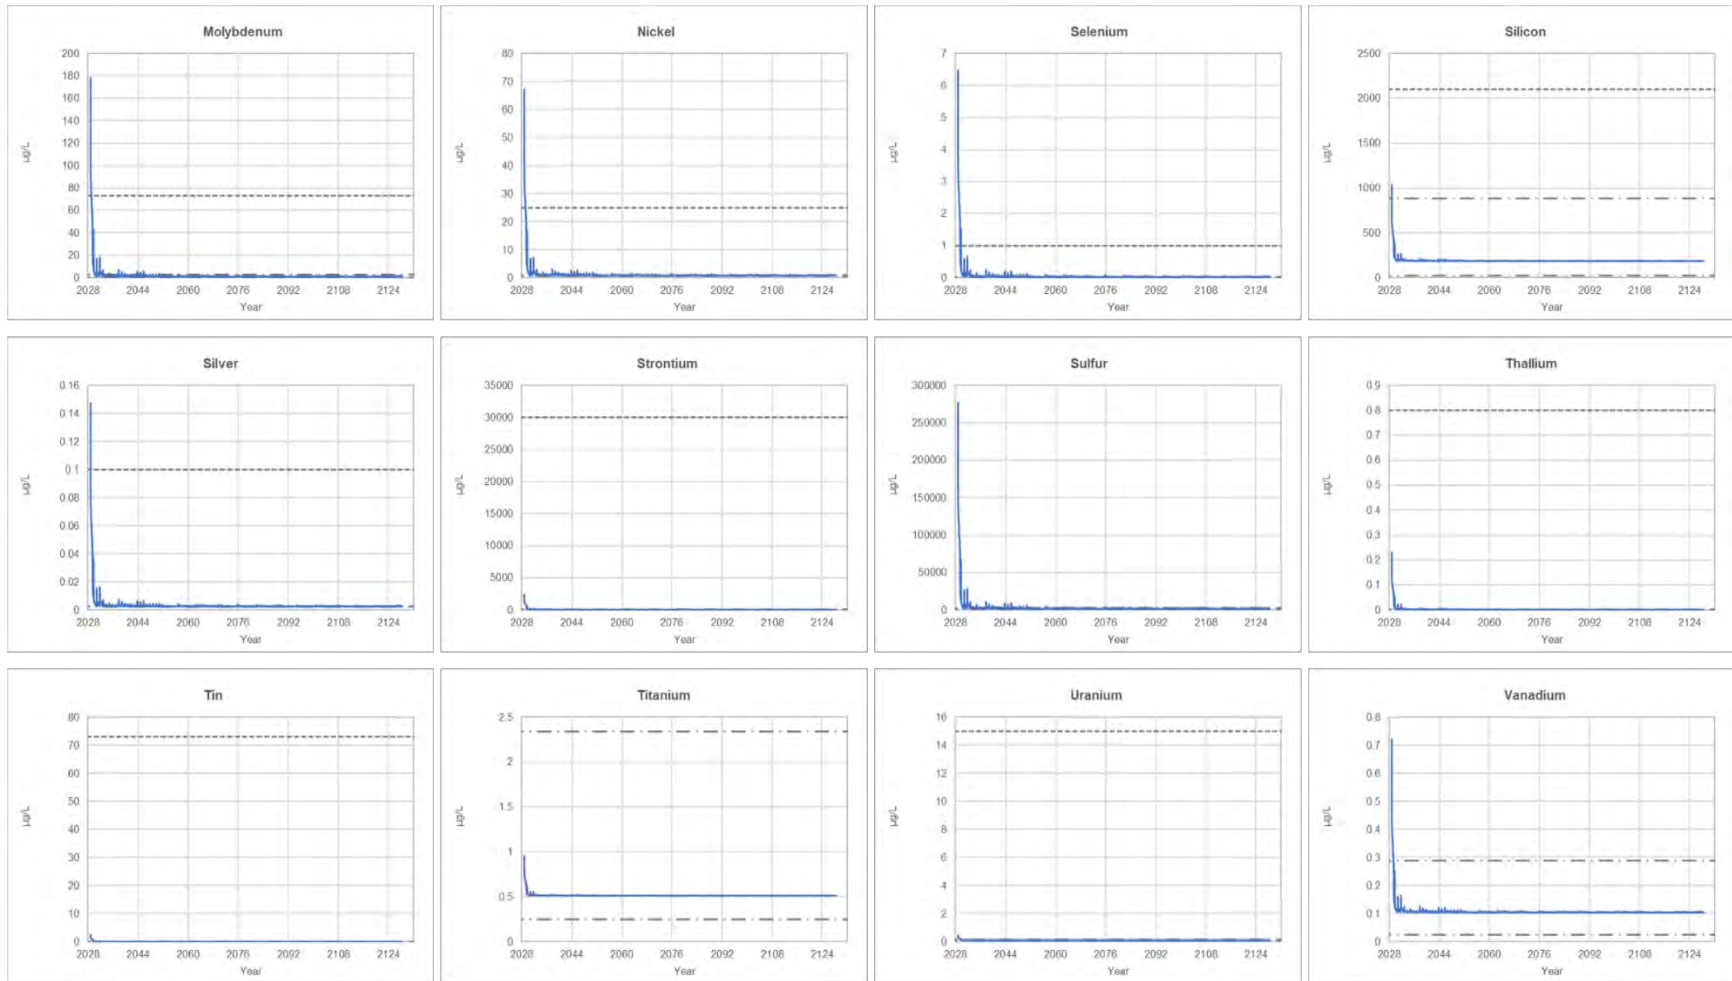 Molybdenum
200
180
160
140
120
100
80
60
40
20
0
µg/L
2028 2044 2060 2076 2092 2108 2124
Year
Nickel
80
70
60
50
40
30
20
10
0
µg/L
2028 2044 2060 2076 2092 2108 2124
Year
Selenium
7
6
5
4
3
2
1
0
µg/L
2028 2044 2060 2076 2092 2108 2124
Year
Silicon
2500
2000
1500
1000
500
0
µg/L
2028 2044 2060 2076 2092 2108 2124
Year
Silver
0.16
0.14
0.12
0.1
0.08
0.06
0.04
0.02
0
µg/L
2028 2044 2060 2076 2092 2108 2124
Year
Strontium
35000
30000
25000
20000
15000
10000
5000
0
µg/L
2028 2044 2060 2076 2092 2108 2124
Year
Sulfur
300000
250000
200000
150000
100000
50000
0
µg/L
2028 2044 2060 2076 2092 2108 2124
Year
Thallium
0.9
0.8
0.7
0.6
0.5
0.4
0.3
0.2
0.1
0
µg/L
2028 2044 2060 2076 2092 2108 2124
Year
Tin
80
70
60
50
40
30
20
10
0
µg/L
2028 2044 2060 2076 2092 2108 2124
Year
Titanium
2.5
2
1.5
1
0.5
0
µg/L
2028 2044 2060 2076 2092 2108 2124
Year
Uranium
16
14
12
10
8
6
4
2
0
µg/L
2028 2044 2060 2076 2092 2108 2124
Year
Vanadium
0.8
0.7
0.6
0.5
0.4
0.3
0.2
0.1
0
µg/L
2028 2044 2060 2076 2092 2108 2124
Year